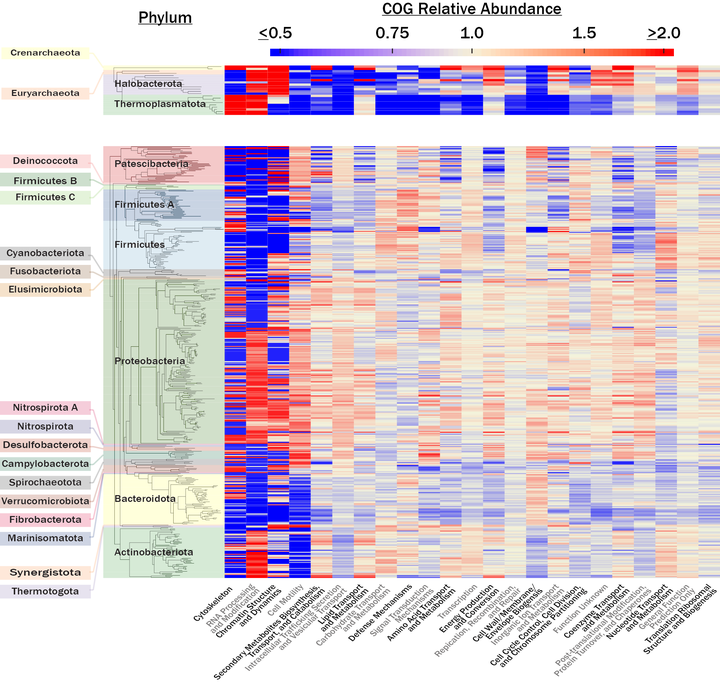 Phylum
COG Relative Abundance
<0.5
0.75
1.0
1.5
>2.0
Crenarchaeota
Euryarchaeota
Halobacterota
Thermoplasmatota
Deinococcota
Firmicutes B
Firmicutes C
Patescibacteria
Firmicutes A
Firmicutes
Cyanobacteriota
Fusobacteriota
Elusimicrobiota
Proteobacteria
Nitrospirota A
Nitrospirota
Desulfobacterota
Campylobacterota
Spirochaetota
Verrucomicrobiota
Fibrobacterota
Marinisomatota
Synergistota
Thermotogota
Bacteroidota
Actinobacteriota
Cytoskeleton
RNA Processing
and Modification
Chromatin Structure
and Dynamics
Cell Motility
Secondary Metabolites Biosynthesis,
Transport, and Catabolism
Intracellular Trafficking Secretion
and Vesicular Transport
Lipid Transport
and Metabolism
Carbohydrate Transport
and Metabolism
Defense Mechanisms
Signal Transduction
Mechanisms
Amino Acid Transport
and Metabolism
Transcription
Energy Production
and Conversion
Replication, Recombination,
and Repair
Cell Wall/Membrane/
Envelope Biogenesis
Inorganic Ion Transport
and Metabolism
Cell Cycle Control, Cell Division,
and Chromosome Partitioning
Function Unknown
Coenzyme Transport
and Metabolism
Post-translational Modification,
Protein Turnover, and Chaperones
Nucleotide Transport
and Metabolism
General Function
Prediction Only
Translation, Ribosomal
Structure and Biogenesis